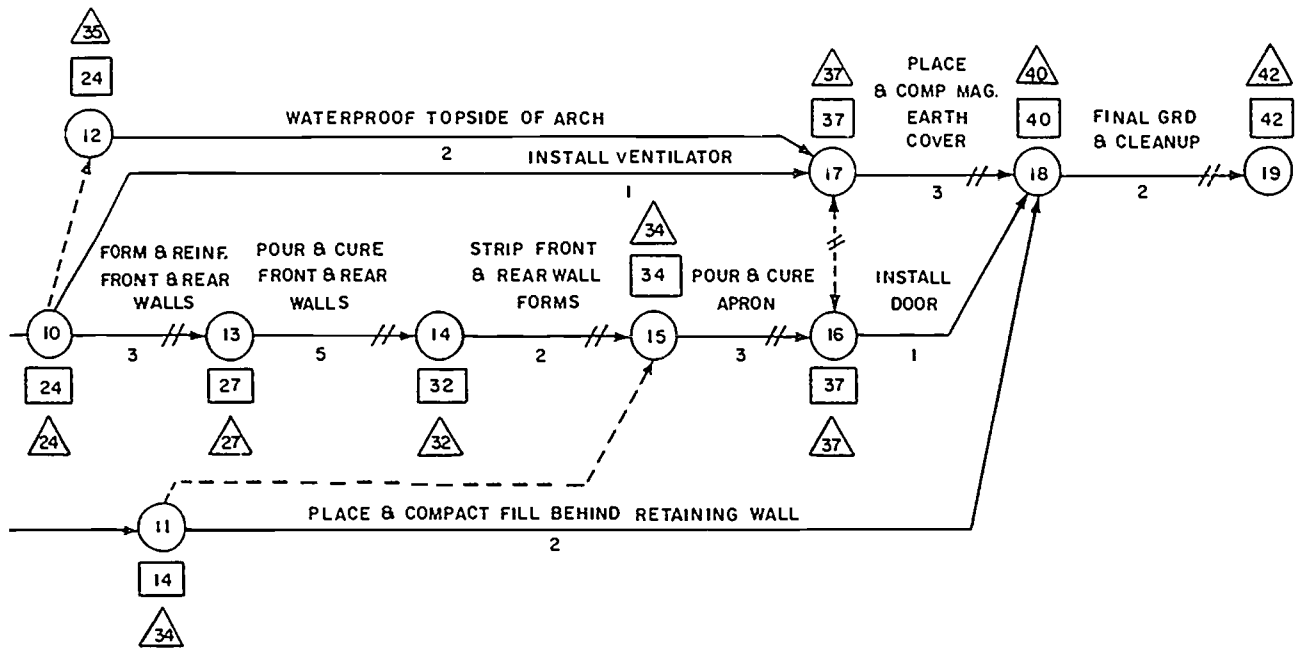 35
24
12
WATERPROOF TOPSIDE OF ARCH
2
INSTALL VENTILATOR
1
37
37
17
PLACE
& COMP MAG.
EARTH
COVER
3
40
40
18
FINAL GRD
& CLEANUP
2
42
42
19
10
24
24
FORM & REINF.
FRONT & REAR
WALLS
3
13
27
27
POUR & CURE
FRONT & REAR
WALLS
5
14
32
32
STRIP FRONT
& REAR WALL
FORMS
2
34
34
15
POUR & CURE
APRON
3
16
37
37
INSTALL
DOOR
1
11
14
34
PLACE & COMPACT FILL BEHIND RETAINING WALL
2